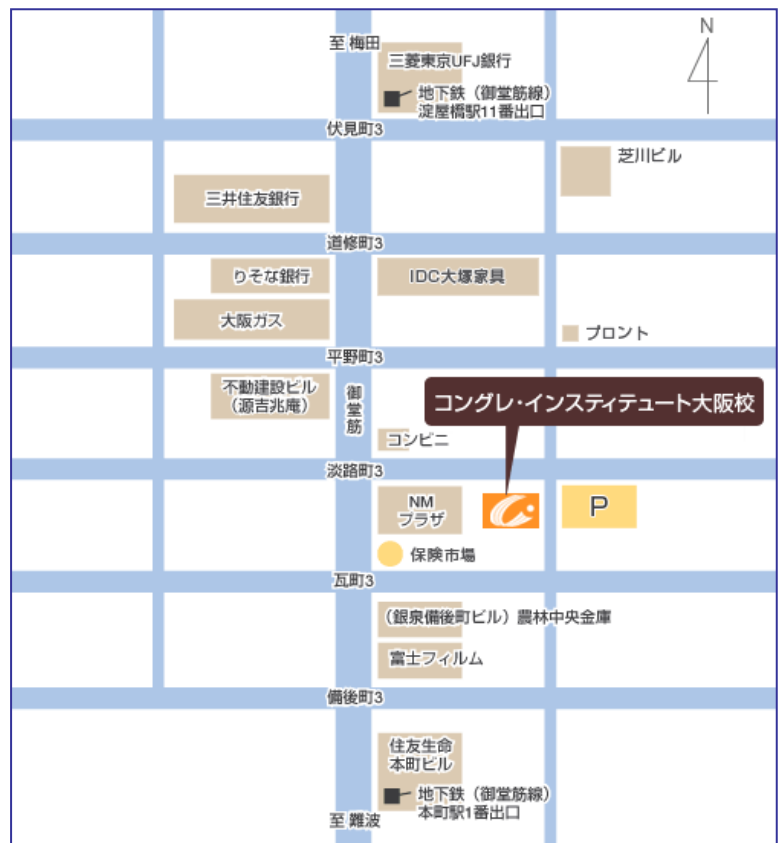 至 梅田
N
三菱東京UFJ銀行
地下鉄（御堂筋線）
淀屋橋駅11番出口
伏見町3
芝川ビル
三井住友銀行
道修町3
りそな銀行
IDC大塚家具
大阪ガス
プロント
平野町3
不動建設ビル
（源吉兆庵）
御堂筋
コングレ・インスティテュート大阪校
コンビニ
淡路町3
NM
プラザ
P
保険市場
瓦町3
（銀泉備後町ビル）農林中央金庫
富士フィルム
備後町3
住友生命
本町ビル
地下鉄（御堂筋線）
本町駅1番出口
至 難波